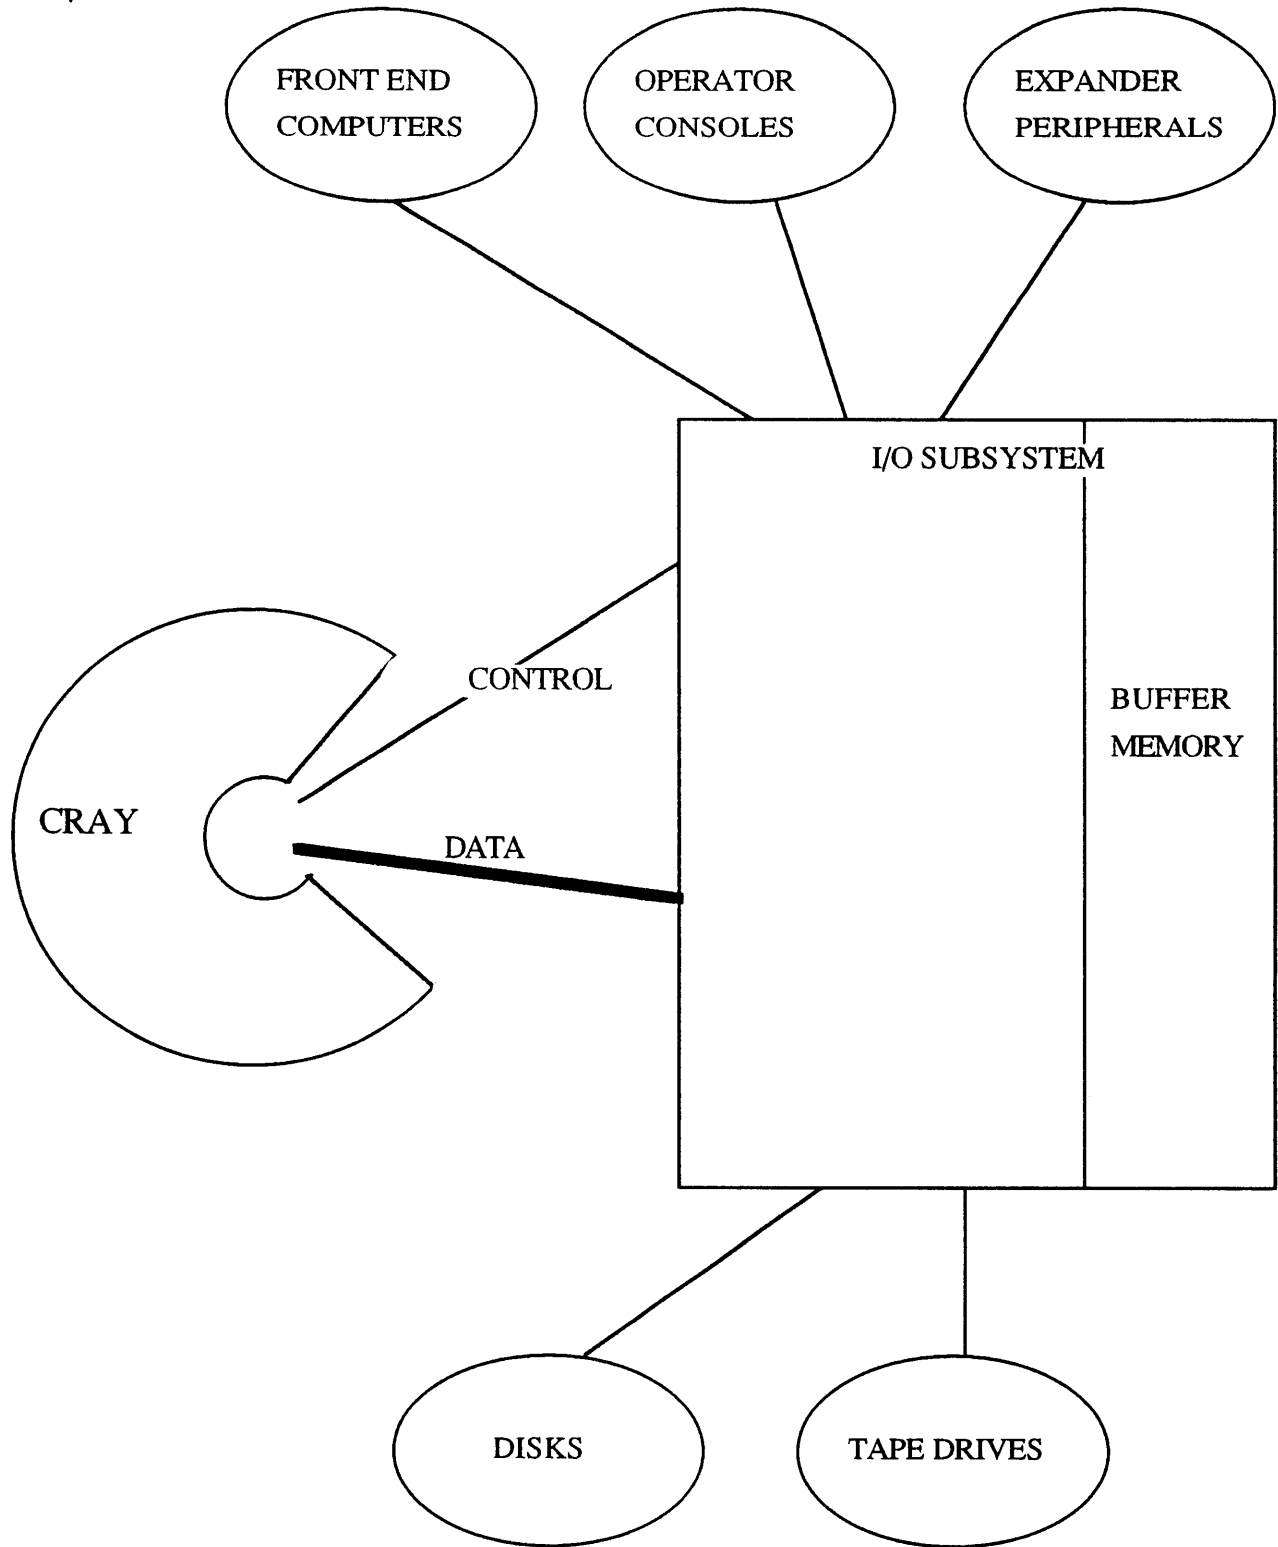 FRONT END
COMPUTERS
OPERATOR
CONSOLES
EXPANDER
PERIPHERALS
I/O SUBSYSTEM
CONTROL
BUFFER
MEMORY
CRAY
DATA
DISKS
TAPE DRIVES